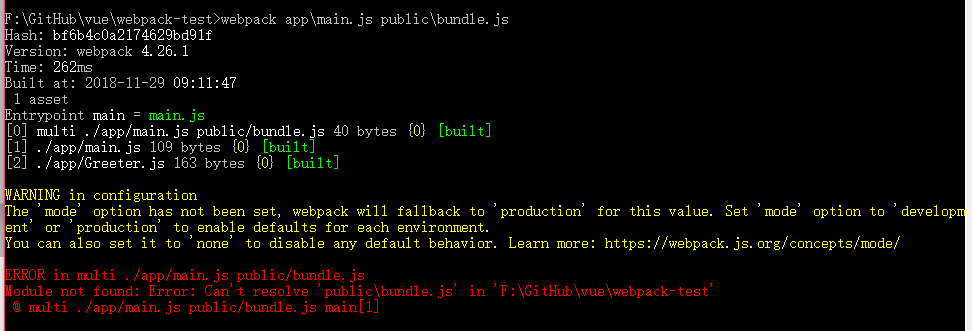 F:\GitHub\vue\webpack-test>webpack app\main.js public\bundle.js
Hash: bf6b4c0a2174629bd91f
Version: webpack 4.26.1
Time: 262ms
Built at: 2018-11-29 09:11:47
 1 asset
Entrypoint main = main.js
[0] multi ./app/main.js public/bundle.js 40 bytes {0} [built]
[1] ./app/main.js 109 bytes {0} [built]
[2] ./app/Greeter.js 163 bytes {0} [built]

WARNING in configuration
The 'mode' option has not been set, webpack will fallback to 'production' for this value. Set 'mode' option to 'developm
ent' or 'production' to enable defaults for each environment.
You can also set it to 'none' to disable any default behavior. Learn more: https://webpack.js.org/concepts/mode/

ERROR in multi ./app/main.js public/bundle.js
Module not found: Error: Can't resolve 'public\bundle.js' in 'F:\GitHub\vue\webpack-test'
 @ multi ./app/main.js public/bundle.js main[1]